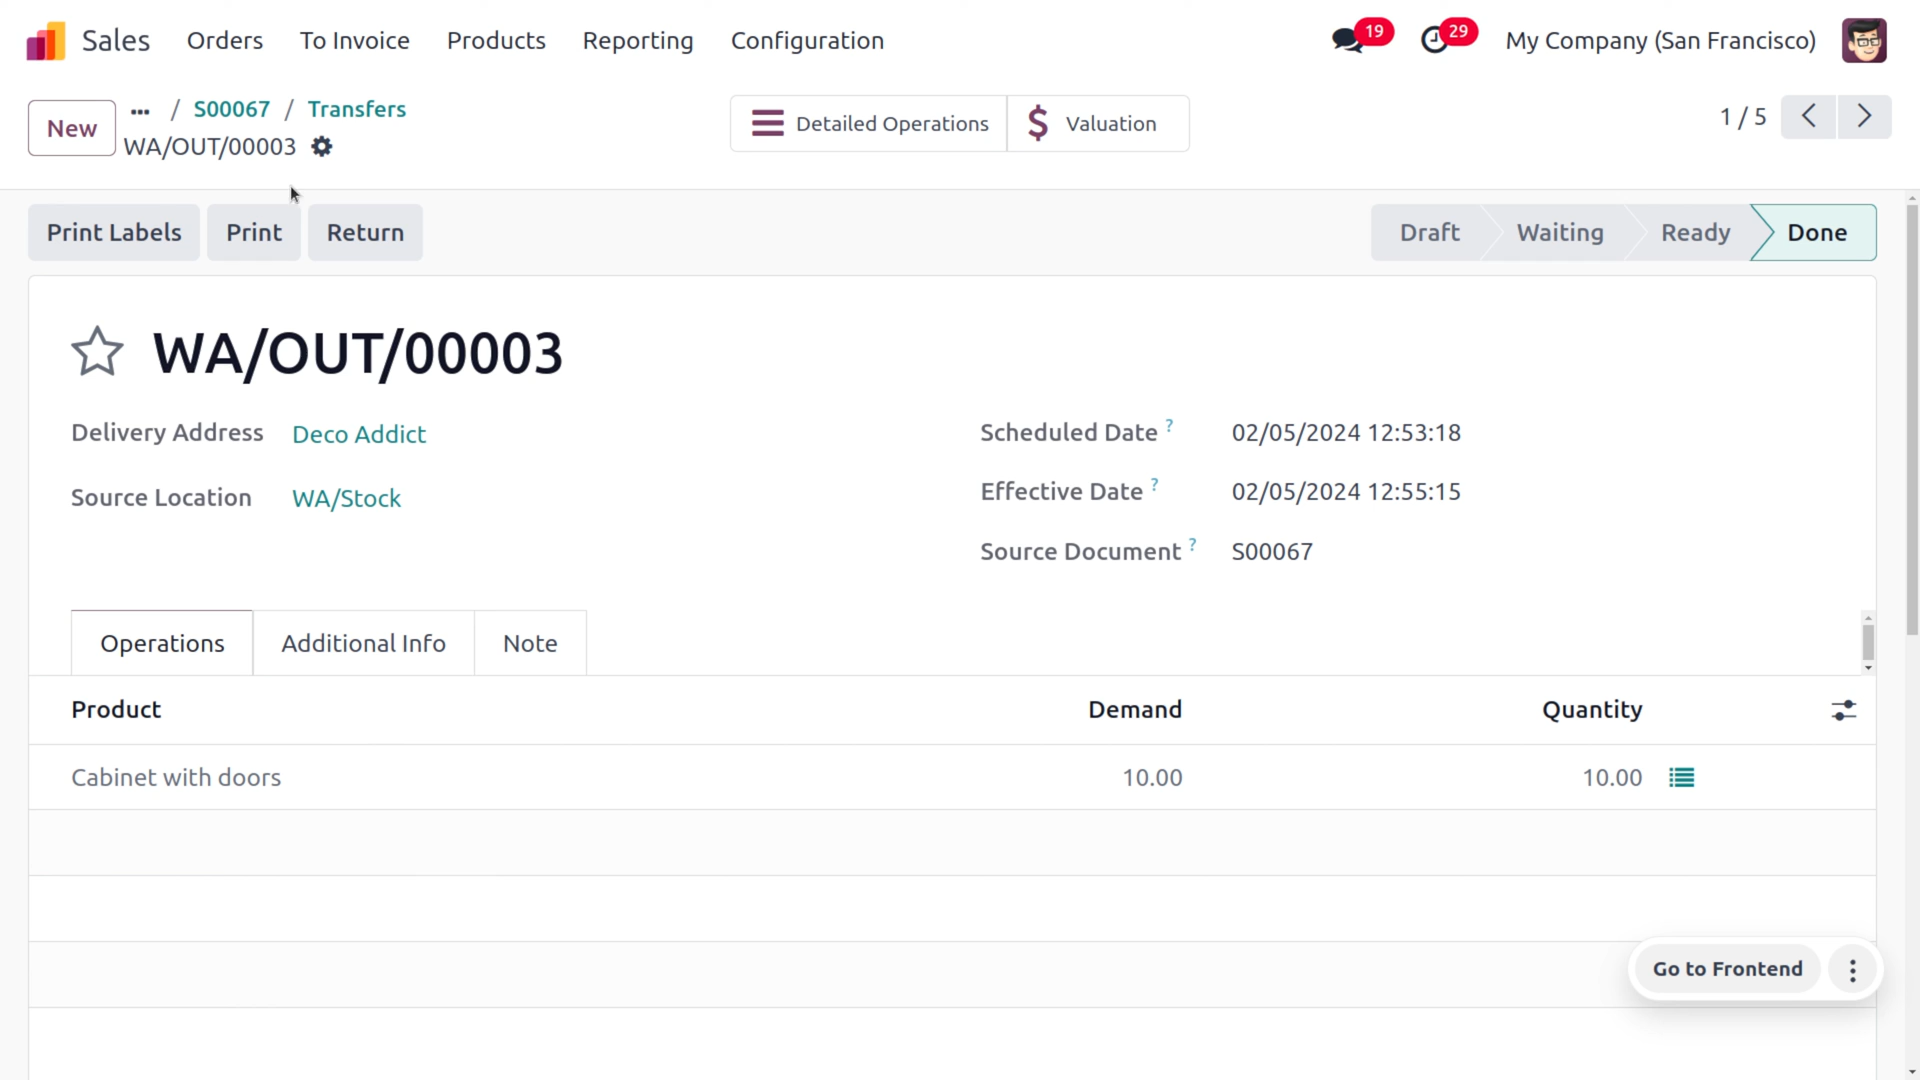 Sales Orders To Invoice Products Reporting Configuration 19 29 My Company (San Francisco)
New ... / S00067 / Transfers
WA/OUT/00003
Detailed Operations $ Valuation
1 / 5
Print Labels Print Return Draft Waiting Ready Done
WA/OUT/00003
Delivery Address Deco Addict Scheduled Date ? 02/05/2024 12:53:18
Source Location WA/Stock Effective Date ? 02/05/2024 12:55:15
Source Document ? S00067
Operations Additional Info Note
Product Demand Quantity
Cabinet with doors 10.00 10.00
Go to Frontend